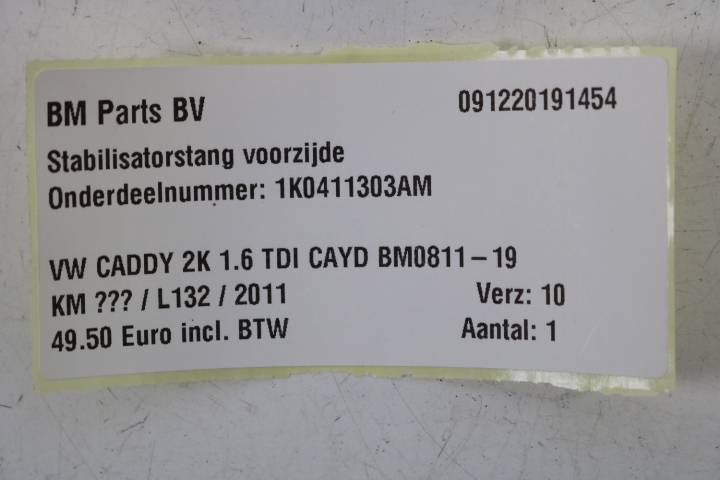 BM Parts BV 091220191454
Stabilisatorstang voorzijde
Onderdeelnummer: 1K0411303AM
VW CADDY 2K 1.6 TDI CAYD BM0811-19
KM ??? / L132 / 2011 Verz: 10
49.50 Euro incl. BTW Aantal: 1